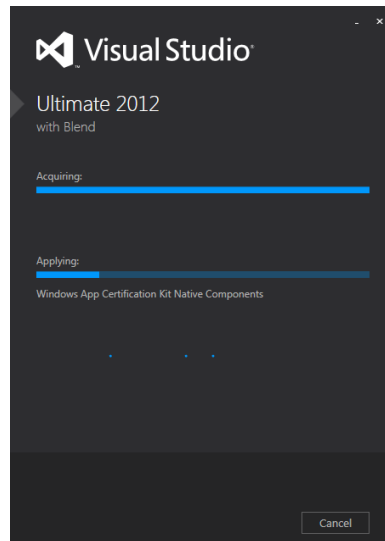 Visual Studio
Ultimate 2012
with Blend
Acquiring:
Applying:
Windows App Certification Kit Native Components
Cancel